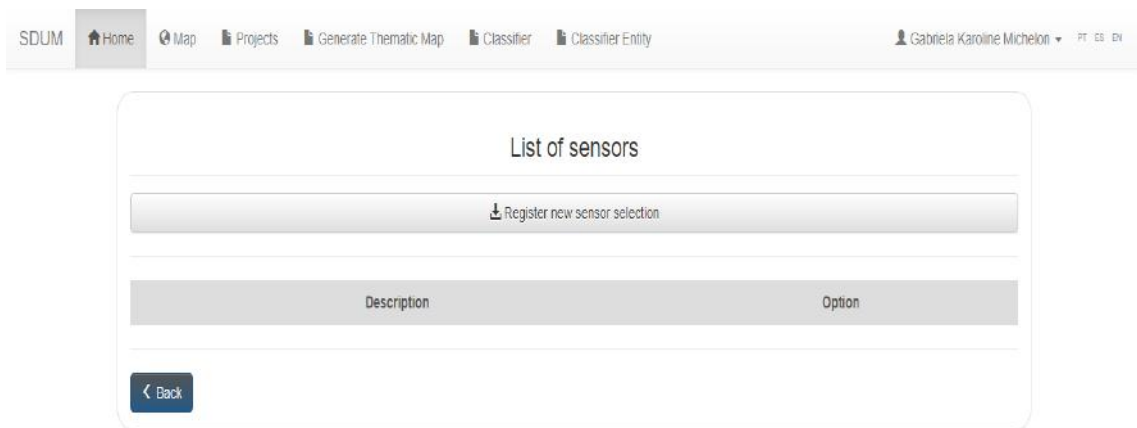 SDUM Home Map Projects Generate Thematic Map Classifier Classifier Entity Gabriela Karoline Michelon PT ES EN
List of sensors
Register new sensor selection
Description Option
Back